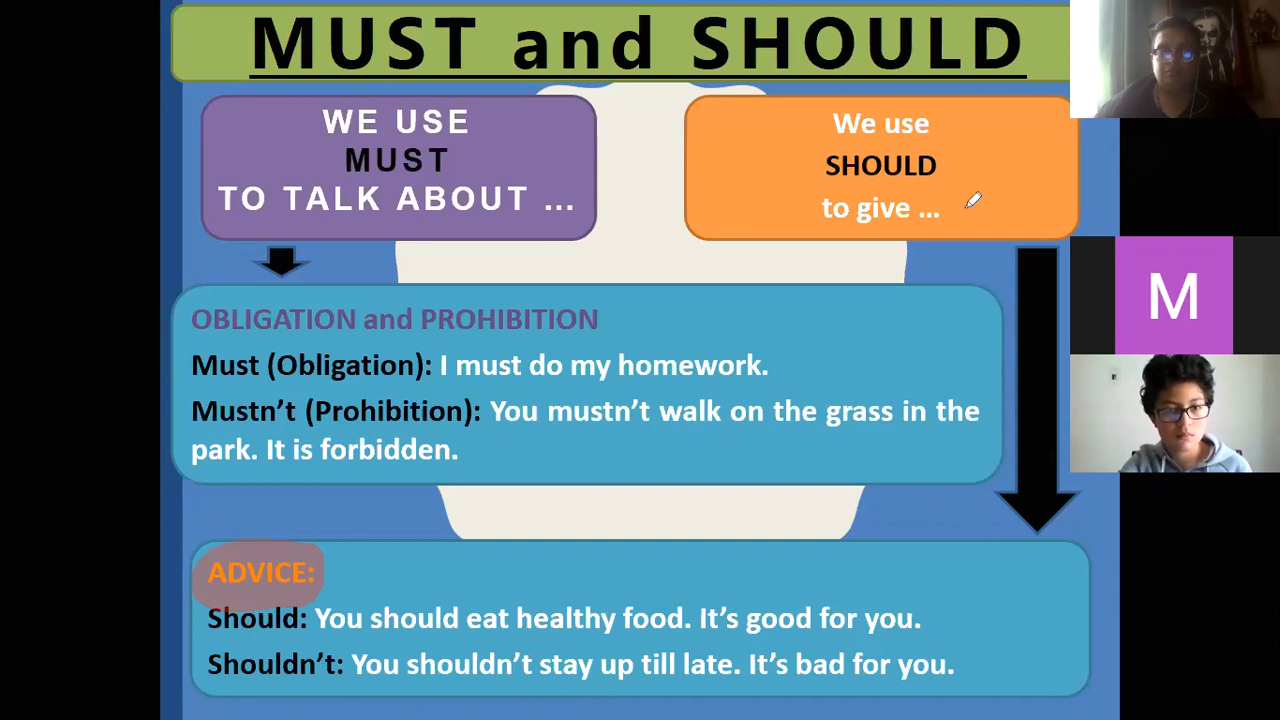 MUST and SHOULD
WE USE
MUST
TO TALK ABOUT ...
We use
SHOULD
to give ...
OBLIGATION and PROHIBITION
Must (Obligation): I must do my homework.
Mustn’t (Prohibition): You mustn’t walk on the grass in the
park. It is forbidden.
ADVICE:
Should: You should eat healthy food. It’s good for you.
Shouldn’t: You shouldn’t stay up till late. It’s bad for you.
M